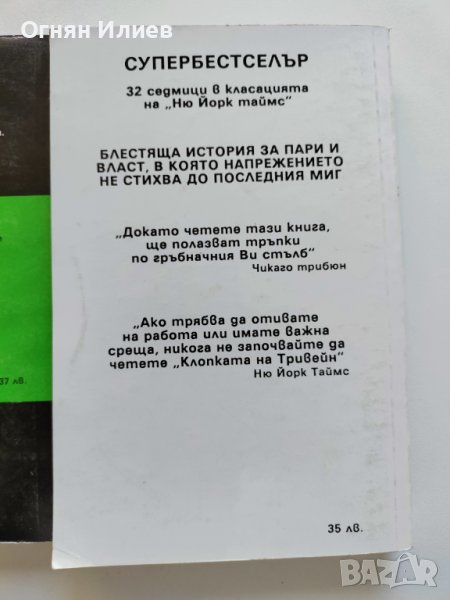 Огнян Илиев
СУПЕРБЕСТСЕЛЪР
32 седмици в класацията
на „Ню Йорк таймс"
БЛЕСТЯЩА ИСТОРИЯ ЗА ПАРИ И
ВЛАСТ, В КОЯТО НАПРЕЖЕНИЕТО
НЕ СТИХВА ДО ПОСЛЕДНИЯ МИГ
„Докато четете тази книга,
ще полазват тръпки
по гръбначния Ви стълб"
Чикаго трибюн
„Ако трябва да отивате
на работа или имате важна
среща, никога не започвайте да
четете „Клопката на Тривейн"
Ню Йорк Таймс
37 лв.
35 лв.
BAZAR